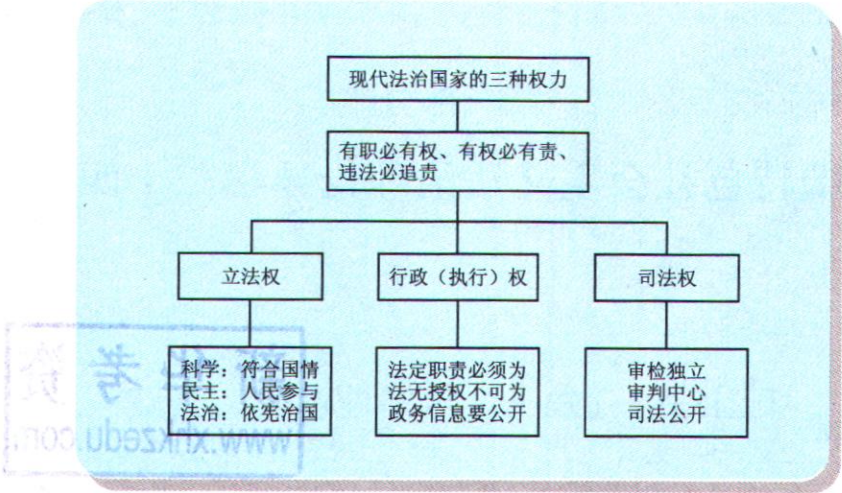 现代法治国家的三种权力
有职必有权、有权必有责、
违法必追责
立法权
行政（执行）权
司法权
科学：符合国情
民主：人民参与
法治：依宪治国
法定职责必须为
法无授权不可为
政务信息要公开
审检独立
审判中心
司法公开
www.xhkzedu.com